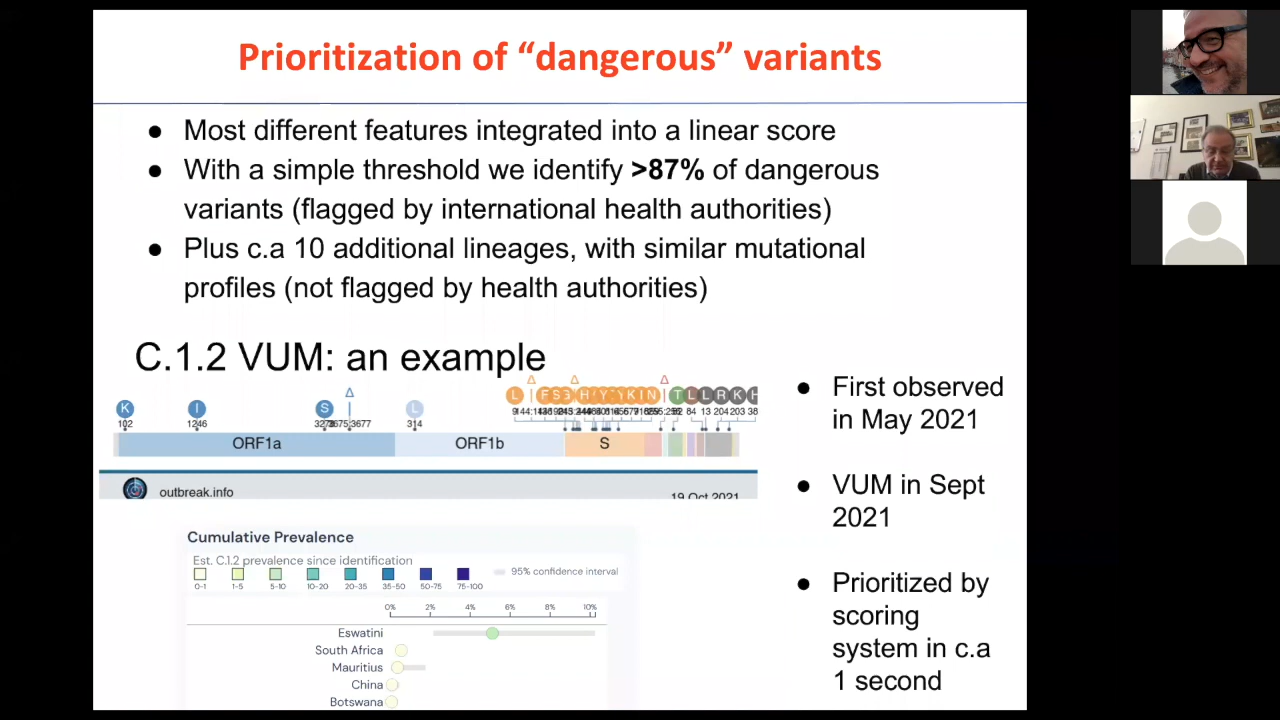 Prioritization of “dangerous” variants
● Most different features integrated into a linear score
● With a simple threshold we identify >87% of dangerous
variants (flagged by international health authorities)
● Plus c.a 10 additional lineages, with similar mutational
profiles (not flagged by health authorities)
C.1.2 VUM: an example
K I S Δ L L Δ Δ Δ T L L R K H
102 1246 314 13 204 203
ORF1a ORF1b S
outbreak.info 19 Oct 2021
Cumulative Prevalence
Est. C.1.2 prevalence since identification
0-1 1-5 5-10 10-20 20-35 35-50 50-75 75-100
95% confidence interval
0% 2% 4% 6% 8% 10%
Eswatini
South Africa
Mauritius
China
Botswana
● First observed
in May 2021
● VUM in Sept
2021
● Prioritized by
scoring
system in c.a
1 second